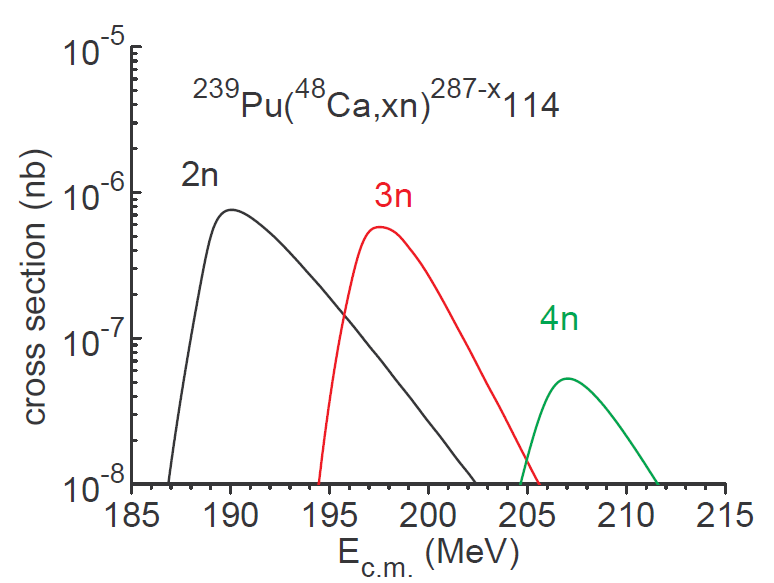 10⁻⁵
²³⁹Pu(⁴⁸Ca,xn)²⁸⁷⁻ˣ114
2n
3n
10⁻⁶
4n
10⁻⁷
10⁻⁸
cross section (nb)
185 190 195 200 205 210 215
E_c.m. (MeV)